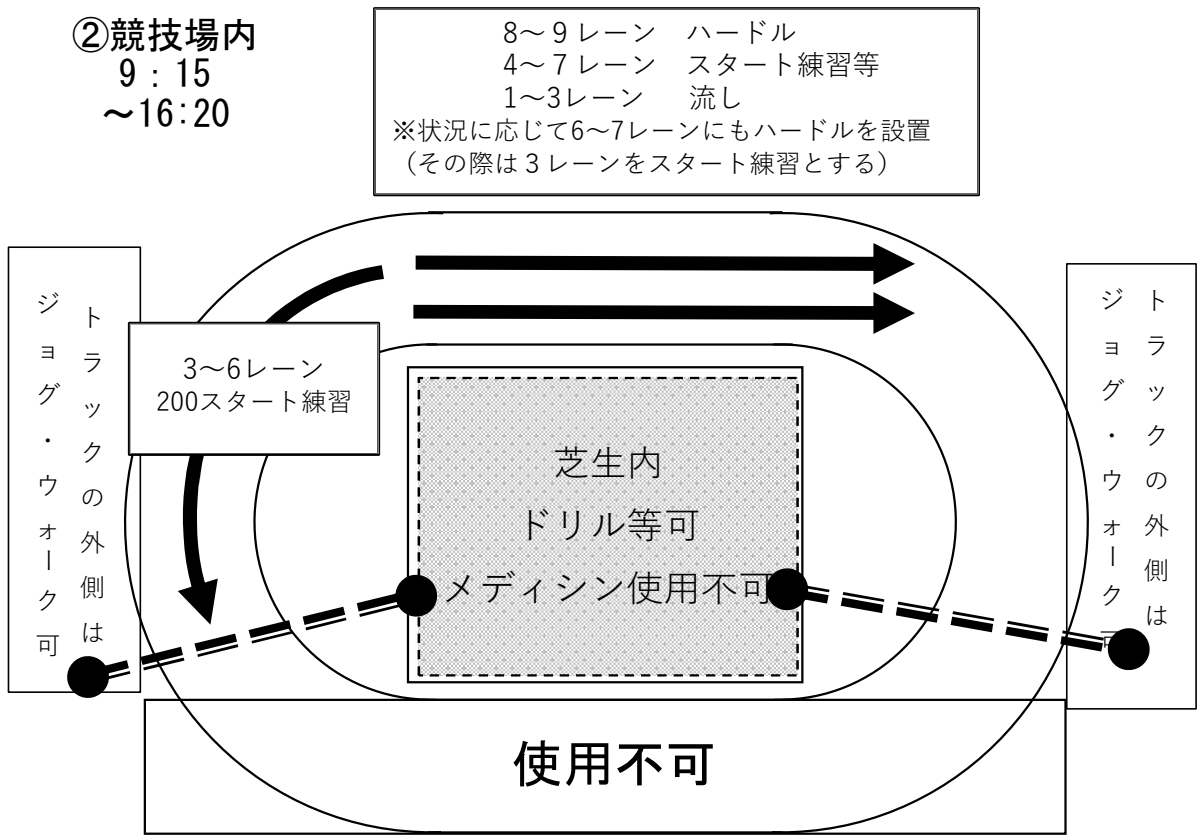 ②競技場内
9：15
～16:20
8～9レーン　ハードル
4～7レーン　スタート練習等
1～3レーン　流し
※状況に応じて6～7レーンにもハードルを設置
（その際は３レーンをスタート練習とする）
トラックの外側は
ジョグ・ウォーク可
3～6レーン
200スタート練習
芝生内
ドリル等可
メディシン使用不可
トラックの外側は
ジョグ・ウォーク可
使用不可